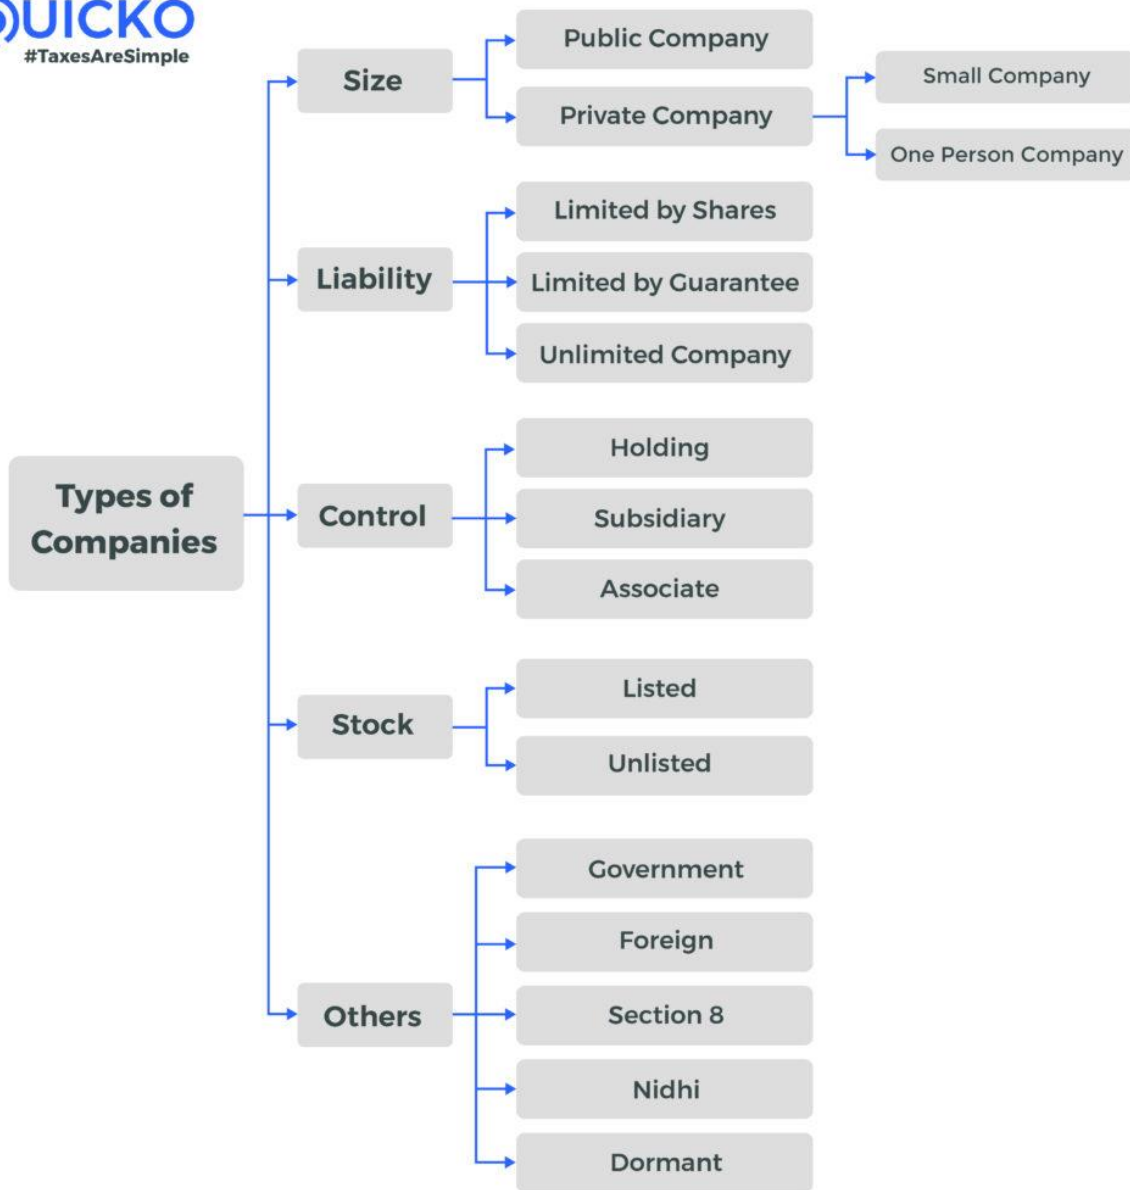 QUICKO
#TaxesAreSimple
Size
Public Company
Private Company
Small Company
One Person Company
Liability
Limited by Shares
Limited by Guarantee
Unlimited Company
Types of
Companies
Control
Holding
Subsidiary
Associate
Stock
Listed
Unlisted
Others
Government
Foreign
Section 8
Nidhi
Dormant